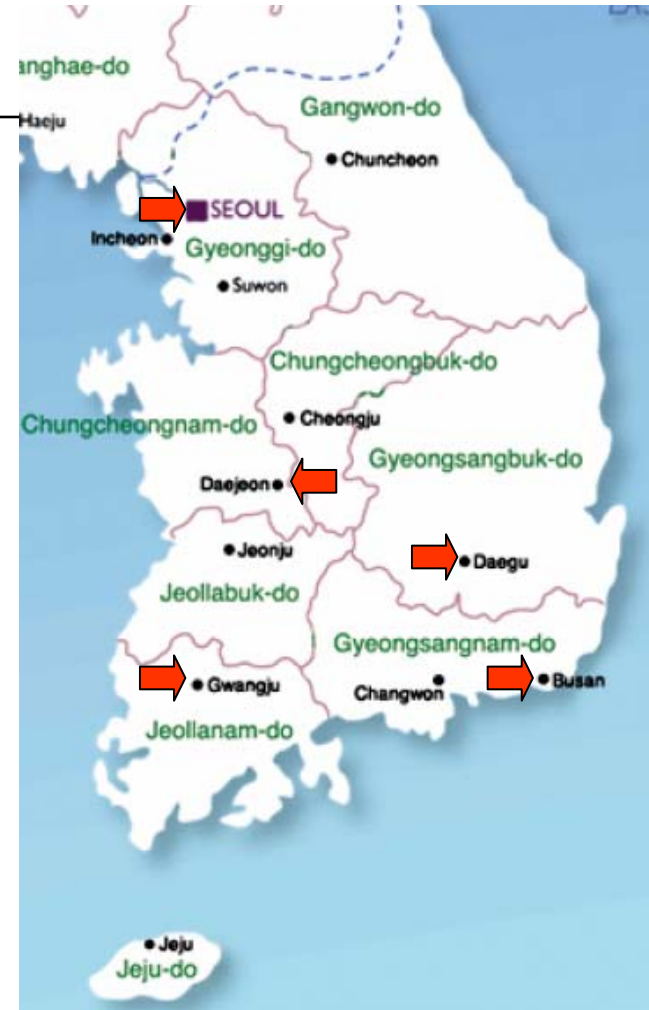 anghae-do
Haeju
Gangwon-do
Chuncheon
SEOUL
Incheon
Gyeonggi-do
Suwon
Chungcheongbuk-do
Cheongju
Chungcheongnam-do
Gyeongsangbuk-do
Daejeon
Jeonju
Daegu
Jeollabuk-do
Gyeongsangnam-do
Gwangju
Changwon
Busan
Jeollanam-do
Jeju
Jeju-do